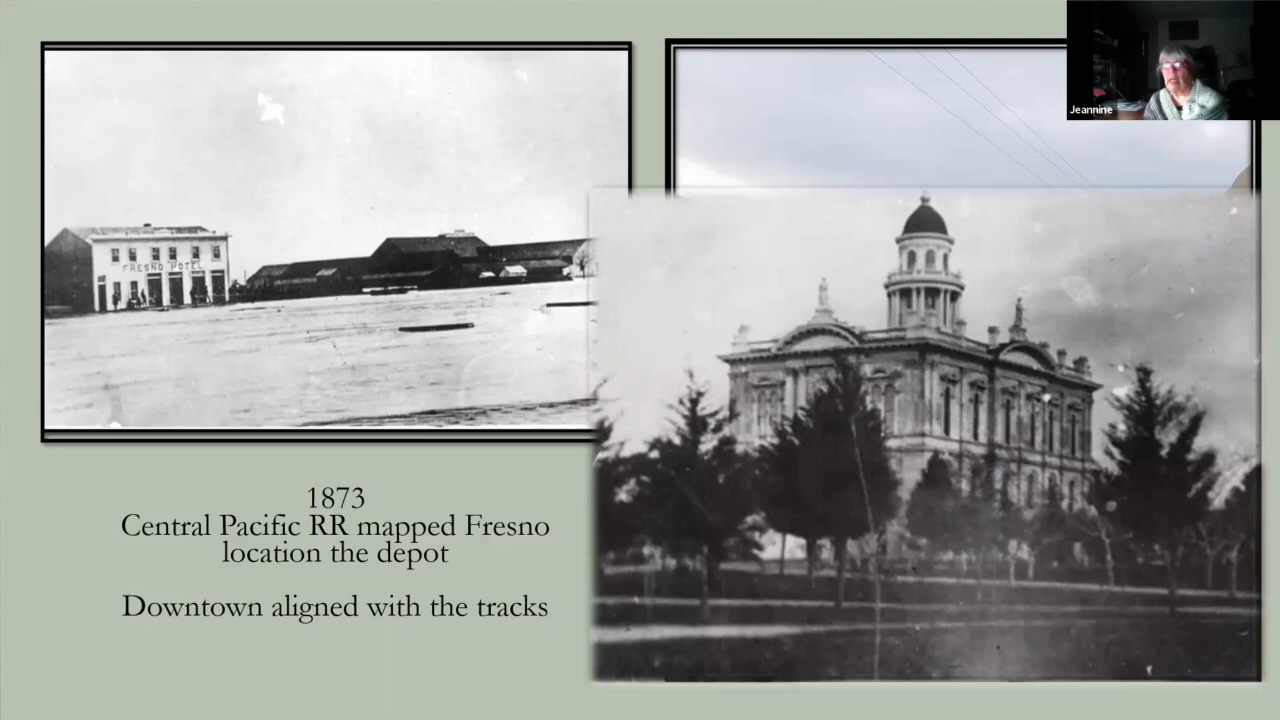 FRESNO HOTEL
Jeannine
1873
Central Pacific RR mapped Fresno
location the depot
Downtown aligned with the tracks